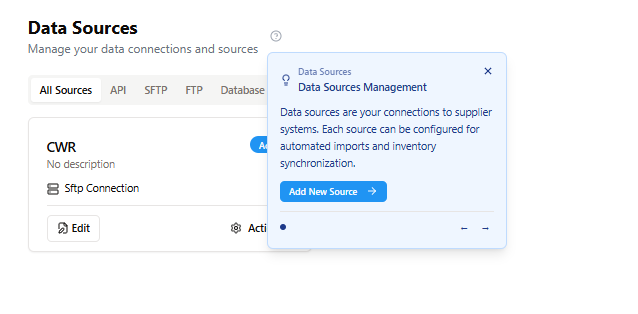 Data Sources
Manage your data connections and sources
All Sources
API
SFTP
FTP
Database
CWR
No description
Sftp Connection
Edit
Data Sources
Data Sources Management
Data sources are your connections to supplier
systems. Each source can be configured for
automated imports and inventory
synchronization.
Add New Source